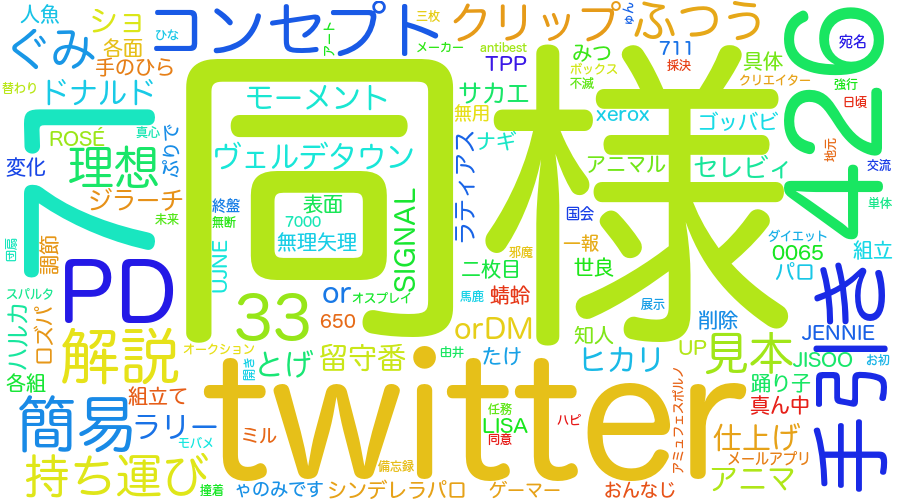 人魚
ショ
コンセプト
三枚
クリップ
ゅん
ふつう
426
宛名
ぐみ
各面
ひな
アート
メーカー
antibest
みつ
711
具体
手のひら
TPP
ボックス
採決
クリエイター
強行
替わり
ドナルド
モーメント
サカエ
不滅
日頃
77
ROSÉ
真心
ぷりで
同様
無用
xerox
ゴッバビ
変化
理想
ヴェルデタウン
ラティアス
ナギ
アニマル
セレビィ
地元
交流
ジラーチ
終盤
表面
SIGNAL
国会
単体
未来
無断
7000
無理矢理
UJNE
団扇
調節
邪魔
一報
ダイエット
組立
PD
二枚目
世良
0065
パロ
スパルタ
or
オスプレイ
馬鹿
蜻蛉
展示
手引き
ハルカ
ロズパ
33
650
orDM
知人
削除
JENNIE
解説
オークション
とげ
留守番
由井
たけ
ヒカリ
UP
見本
JISOO
お初
各組
開き
twitter
アミュフェスポルノ
踊り子
組立て
簡易
ラリー
任務
LISA
ハピ
真ん中
モバメ
ミル
同意
仕上げ
持ち運び
備忘録
メールアプリ
アニマ
撞着
ゃのみです
シンデレラパロ
ゲーマー
おんなじ